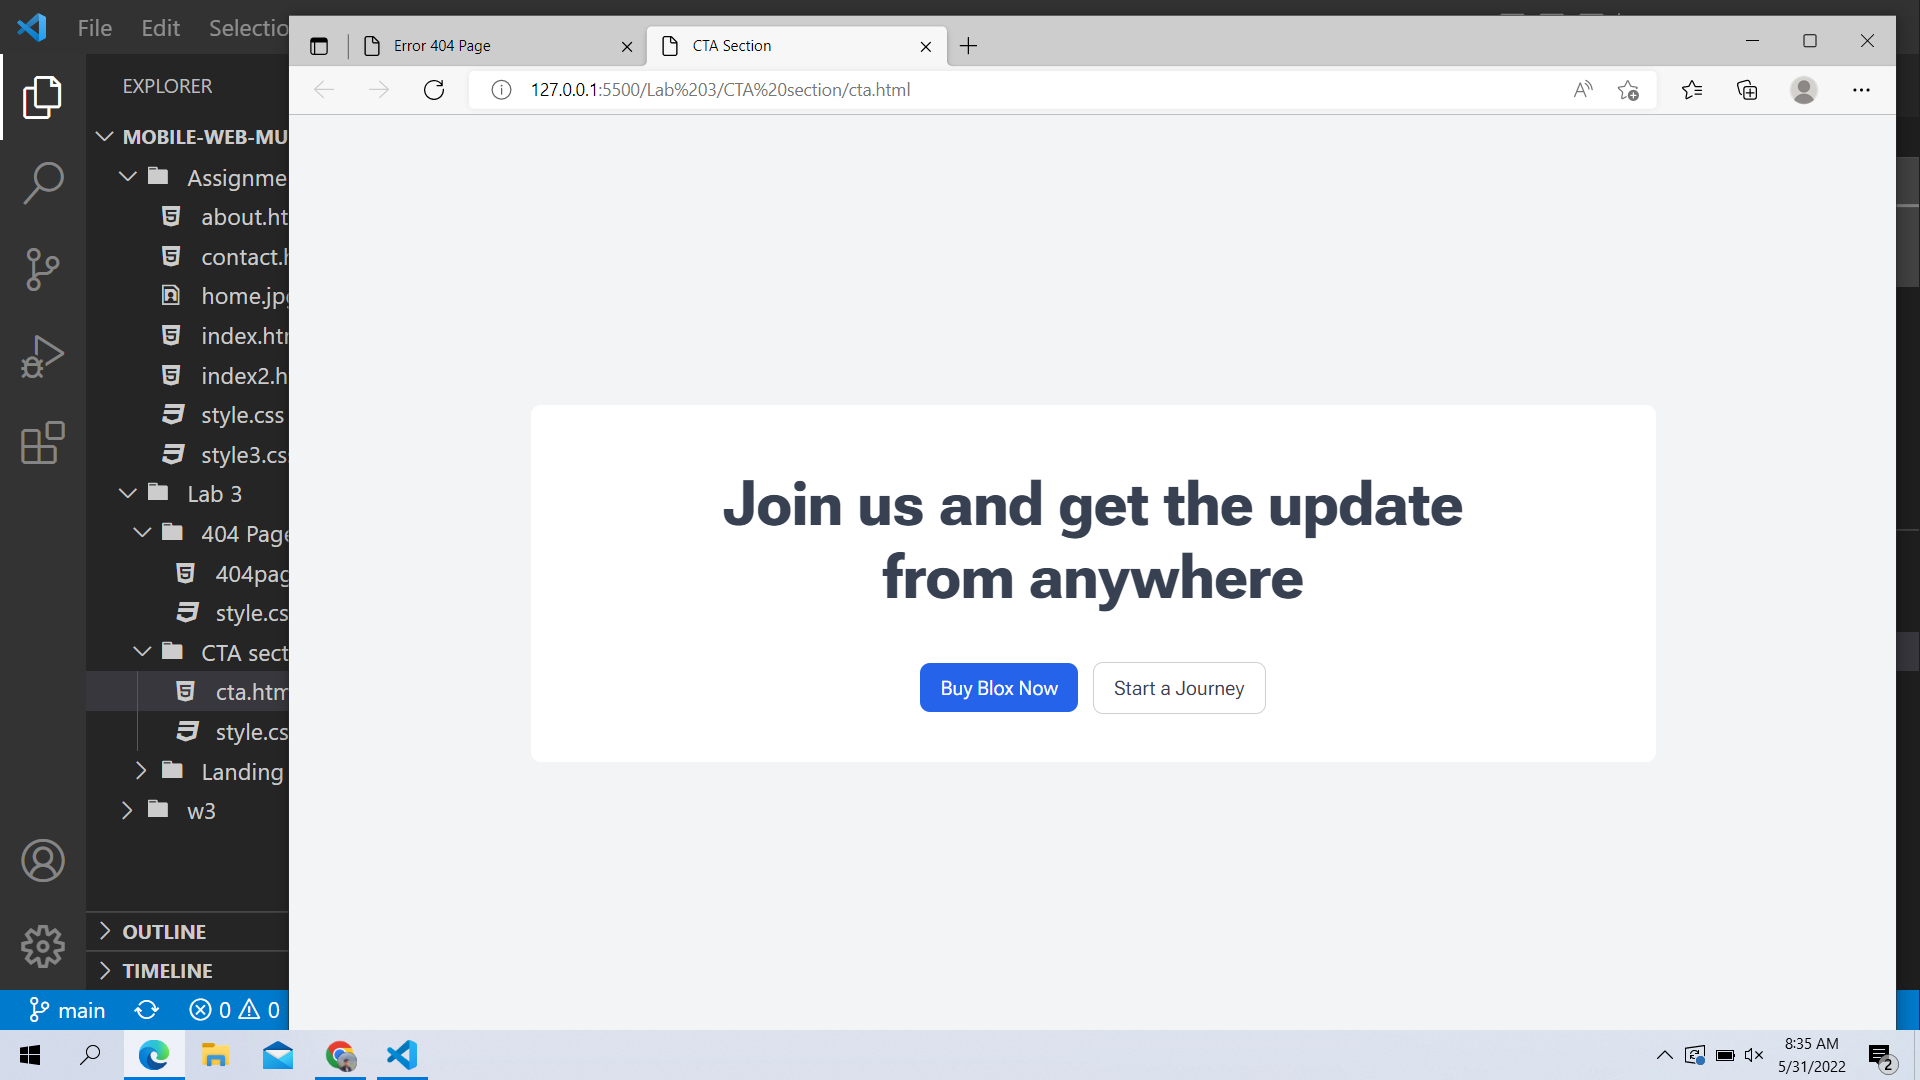 File
Edit
Selectio
Error 404 Page
CTA Section
127.0.0.1:5500/Lab%203/CTA%20section/cta.html
EXPLORER
MOBILE-WEB-MU
Assignme
about.ht
contact.h
home.jpg
index.htm
index2.h
style.css
style3.css
Lab 3
404 Page
404pag
style.cs
CTA sect
cta.htm
style.cs
Landing
w3
OUTLINE
TIMELINE
main
0
0
Join us and get the update
from anywhere
Buy Blox Now
Start a Journey
8:35 AM
5/31/2022
2